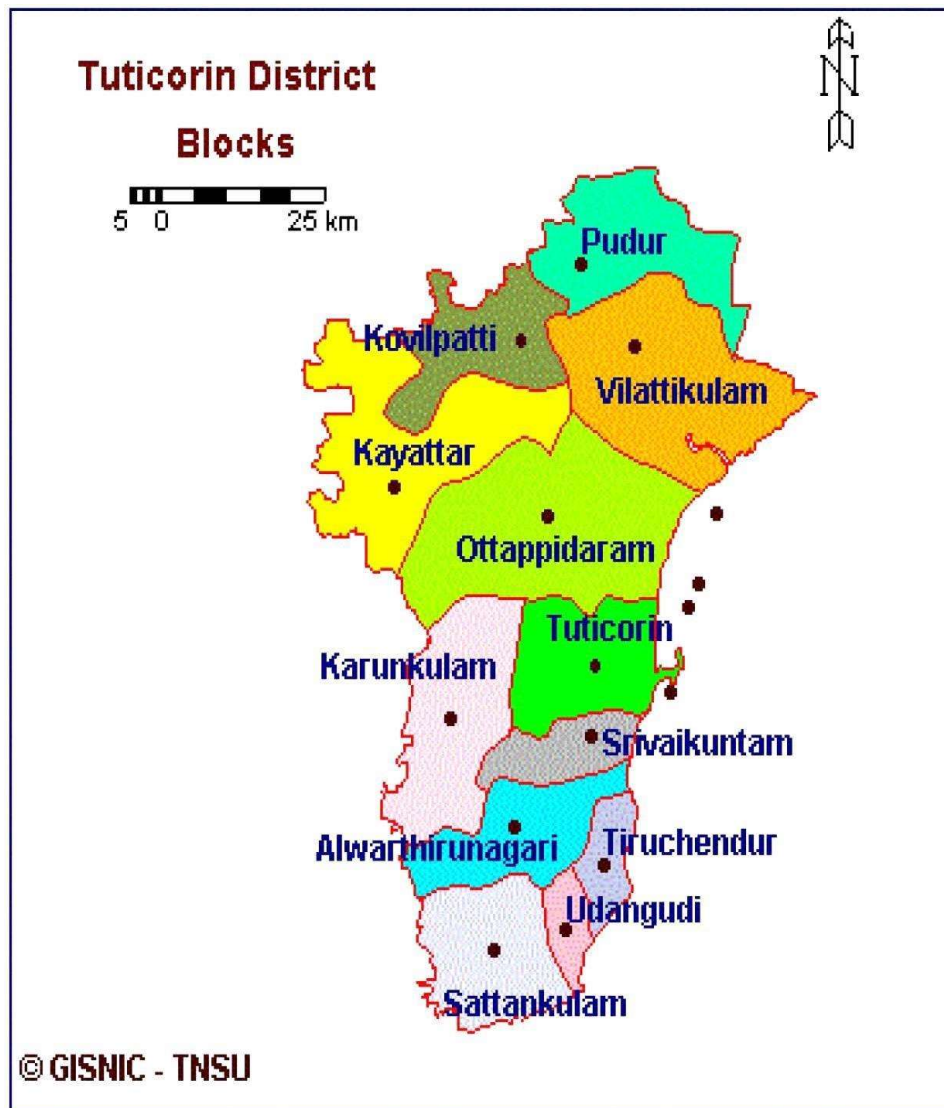 Tuticorin District
Blocks
N
5 0 25 km
Pudur
Kovilpatti
Vilattikulam
Kayattar
Ottappidaram
Tuticorin
Karunkulam
Srivaikuntam
Alwarthirunagari
Tiruchendur
Udangudi
Sattankulam
© GISNIC - TNSU